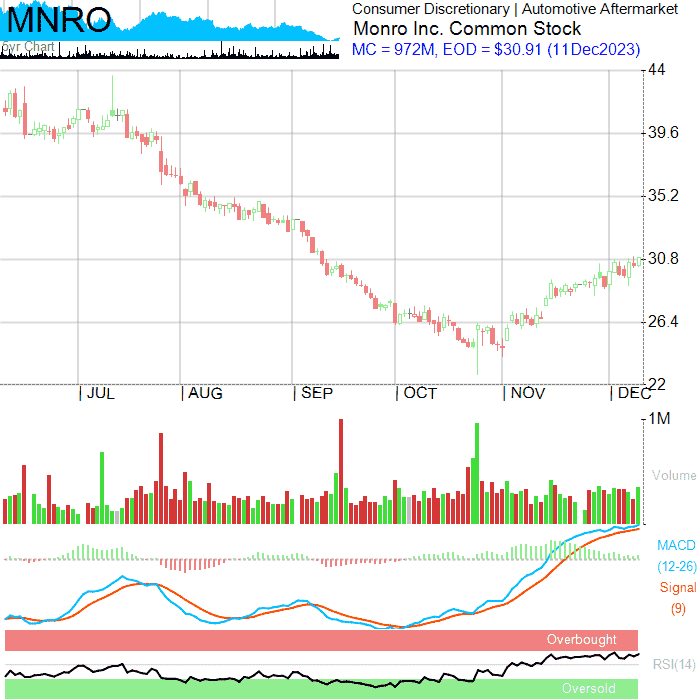 MNRO
5yr Chart
Consumer Discretionary | Automotive Aftermarket
Monro Inc. Common Stock
MC = 972M, EOD = $30.91 (11Dec2023)
44
39.6
35.2
30.8
26.4
22
JUL AUG SEP OCT NOV DEC
1M
Volume
MACD
(12-26)
Signal
(9)
Overbought
RSI(14)
Oversold